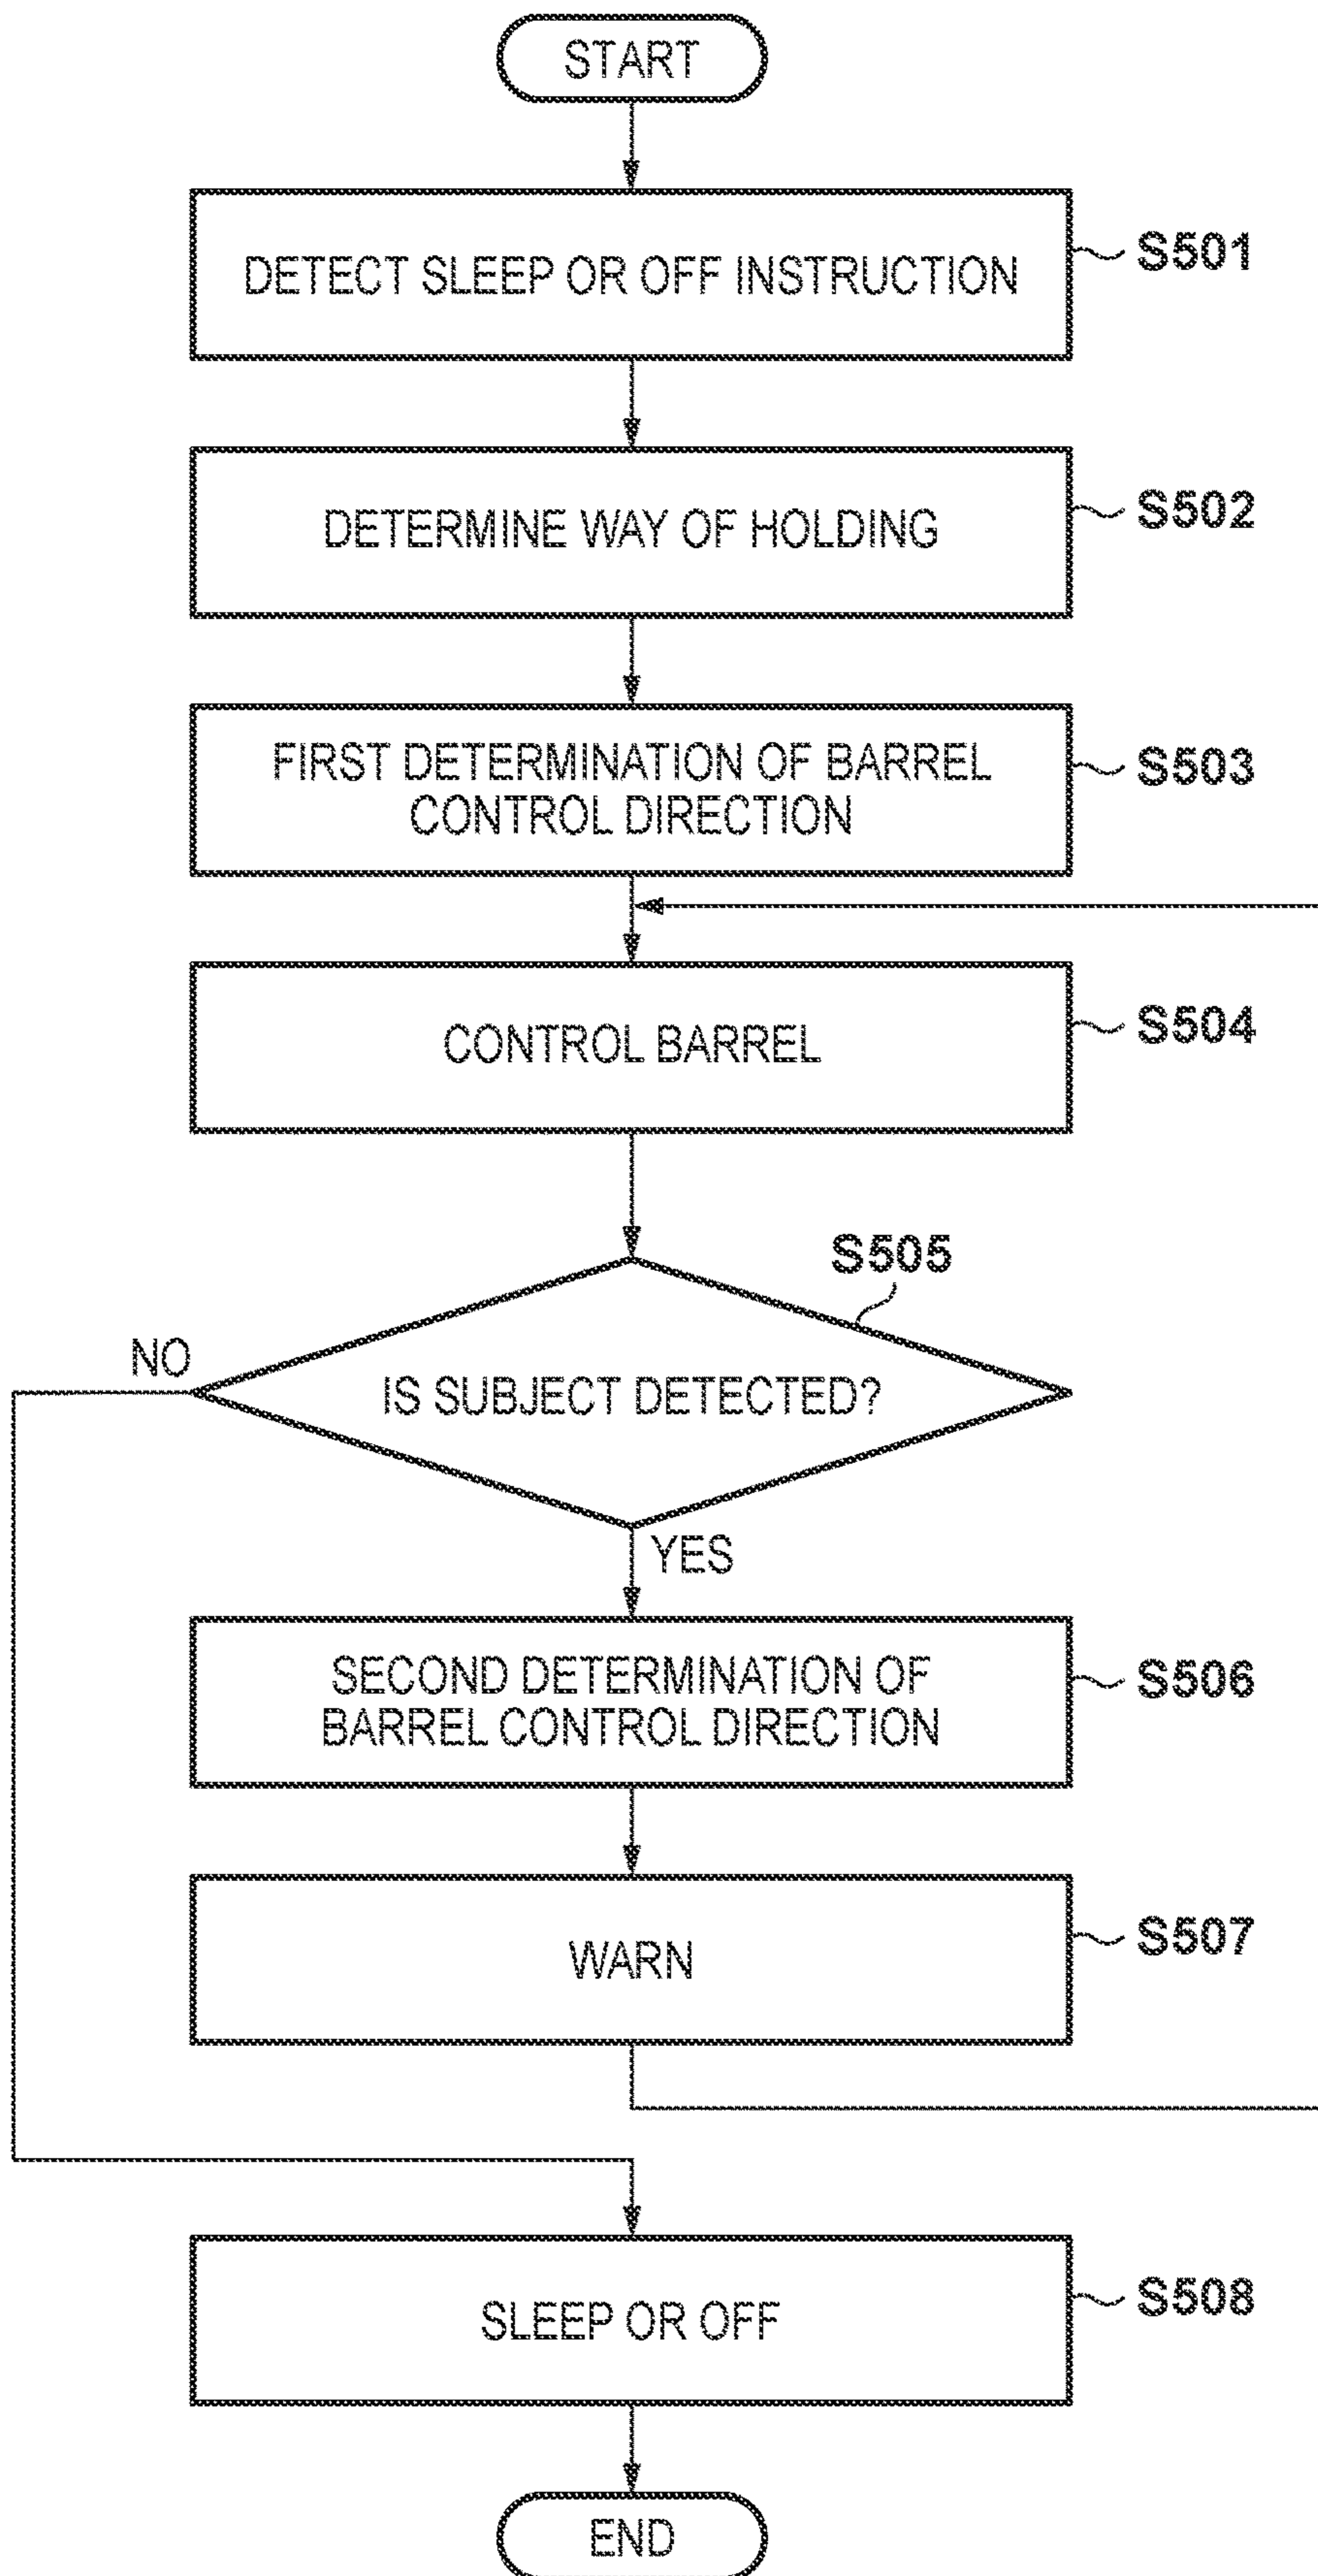 START
DETECT SLEEP OR OFF INSTRUCTION
S501
DETERMINE WAY OF HOLDING
S502
FIRST DETERMINATION OF BARREL
CONTROL DIRECTION
S503
CONTROL BARREL
S504
S505
NO
IS SUBJECT DETECTED?
YES
SECOND DETERMINATION OF
BARREL CONTROL DIRECTION
S506
WARN
S507
SLEEP OR OFF
S508
END